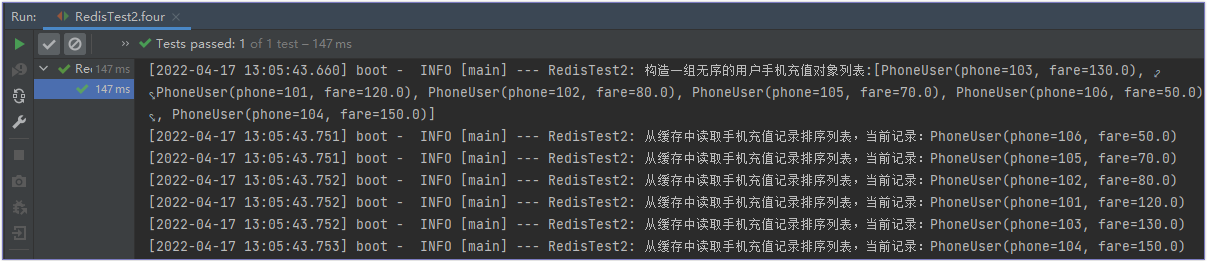 Run: RedisTest2.four ×
» Tests passed: 1 of 1 test – 147 ms
Rec 147 ms
147 ms
[2022-04-17 13:05:43.660] boot -  INFO [main] --- RedisTest2: 构造一组无序的用户手机充值对象列表:[PhoneUser(phone=103, fare=130.0),
PhoneUser(phone=101, fare=120.0), PhoneUser(phone=102, fare=80.0), PhoneUser(phone=105, fare=70.0), PhoneUser(phone=106, fare=50.0)
, PhoneUser(phone=104, fare=150.0)]
[2022-04-17 13:05:43.751] boot -  INFO [main] --- RedisTest2: 从缓存中读取手机充值记录排序列表，当前记录：PhoneUser(phone=106, fare=50.0)
[2022-04-17 13:05:43.751] boot -  INFO [main] --- RedisTest2: 从缓存中读取手机充值记录排序列表，当前记录：PhoneUser(phone=105, fare=70.0)
[2022-04-17 13:05:43.752] boot -  INFO [main] --- RedisTest2: 从缓存中读取手机充值记录排序列表，当前记录：PhoneUser(phone=102, fare=80.0)
[2022-04-17 13:05:43.752] boot -  INFO [main] --- RedisTest2: 从缓存中读取手机充值记录排序列表，当前记录：PhoneUser(phone=101, fare=120.0)
[2022-04-17 13:05:43.752] boot -  INFO [main] --- RedisTest2: 从缓存中读取手机充值记录排序列表，当前记录：PhoneUser(phone=103, fare=130.0)
[2022-04-17 13:05:43.753] boot -  INFO [main] --- RedisTest2: 从缓存中读取手机充值记录排序列表，当前记录：PhoneUser(phone=104, fare=150.0)